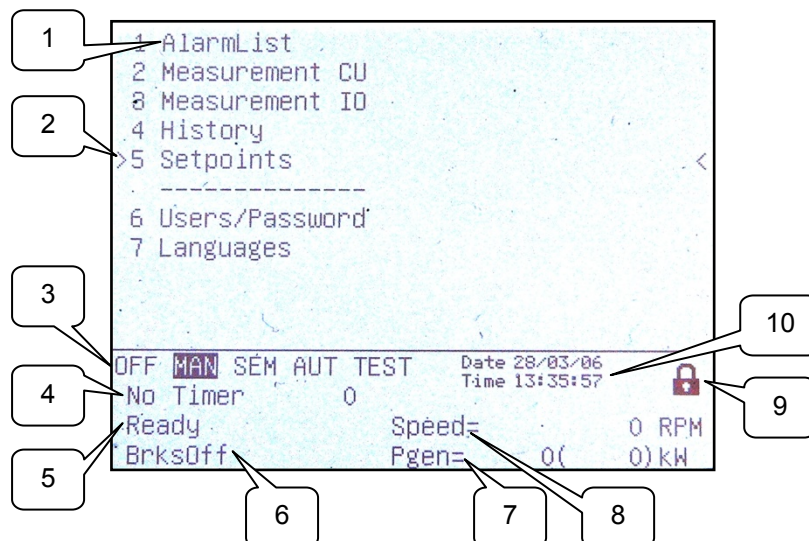 1
1 AlarmList
2 Measurement CU
3 Measurement IO
2
4 History
>5 Setpoints <
--------------
6 Users/Password
7 Languages
3
10
OFF MAN SEM AUT TEST Date 28/03/06
Time 13:35:57
4
No Timer 0
9
Ready Speed= 0 RPM
5
BrksOff Pgen= 0( 0)kW
6
7
8